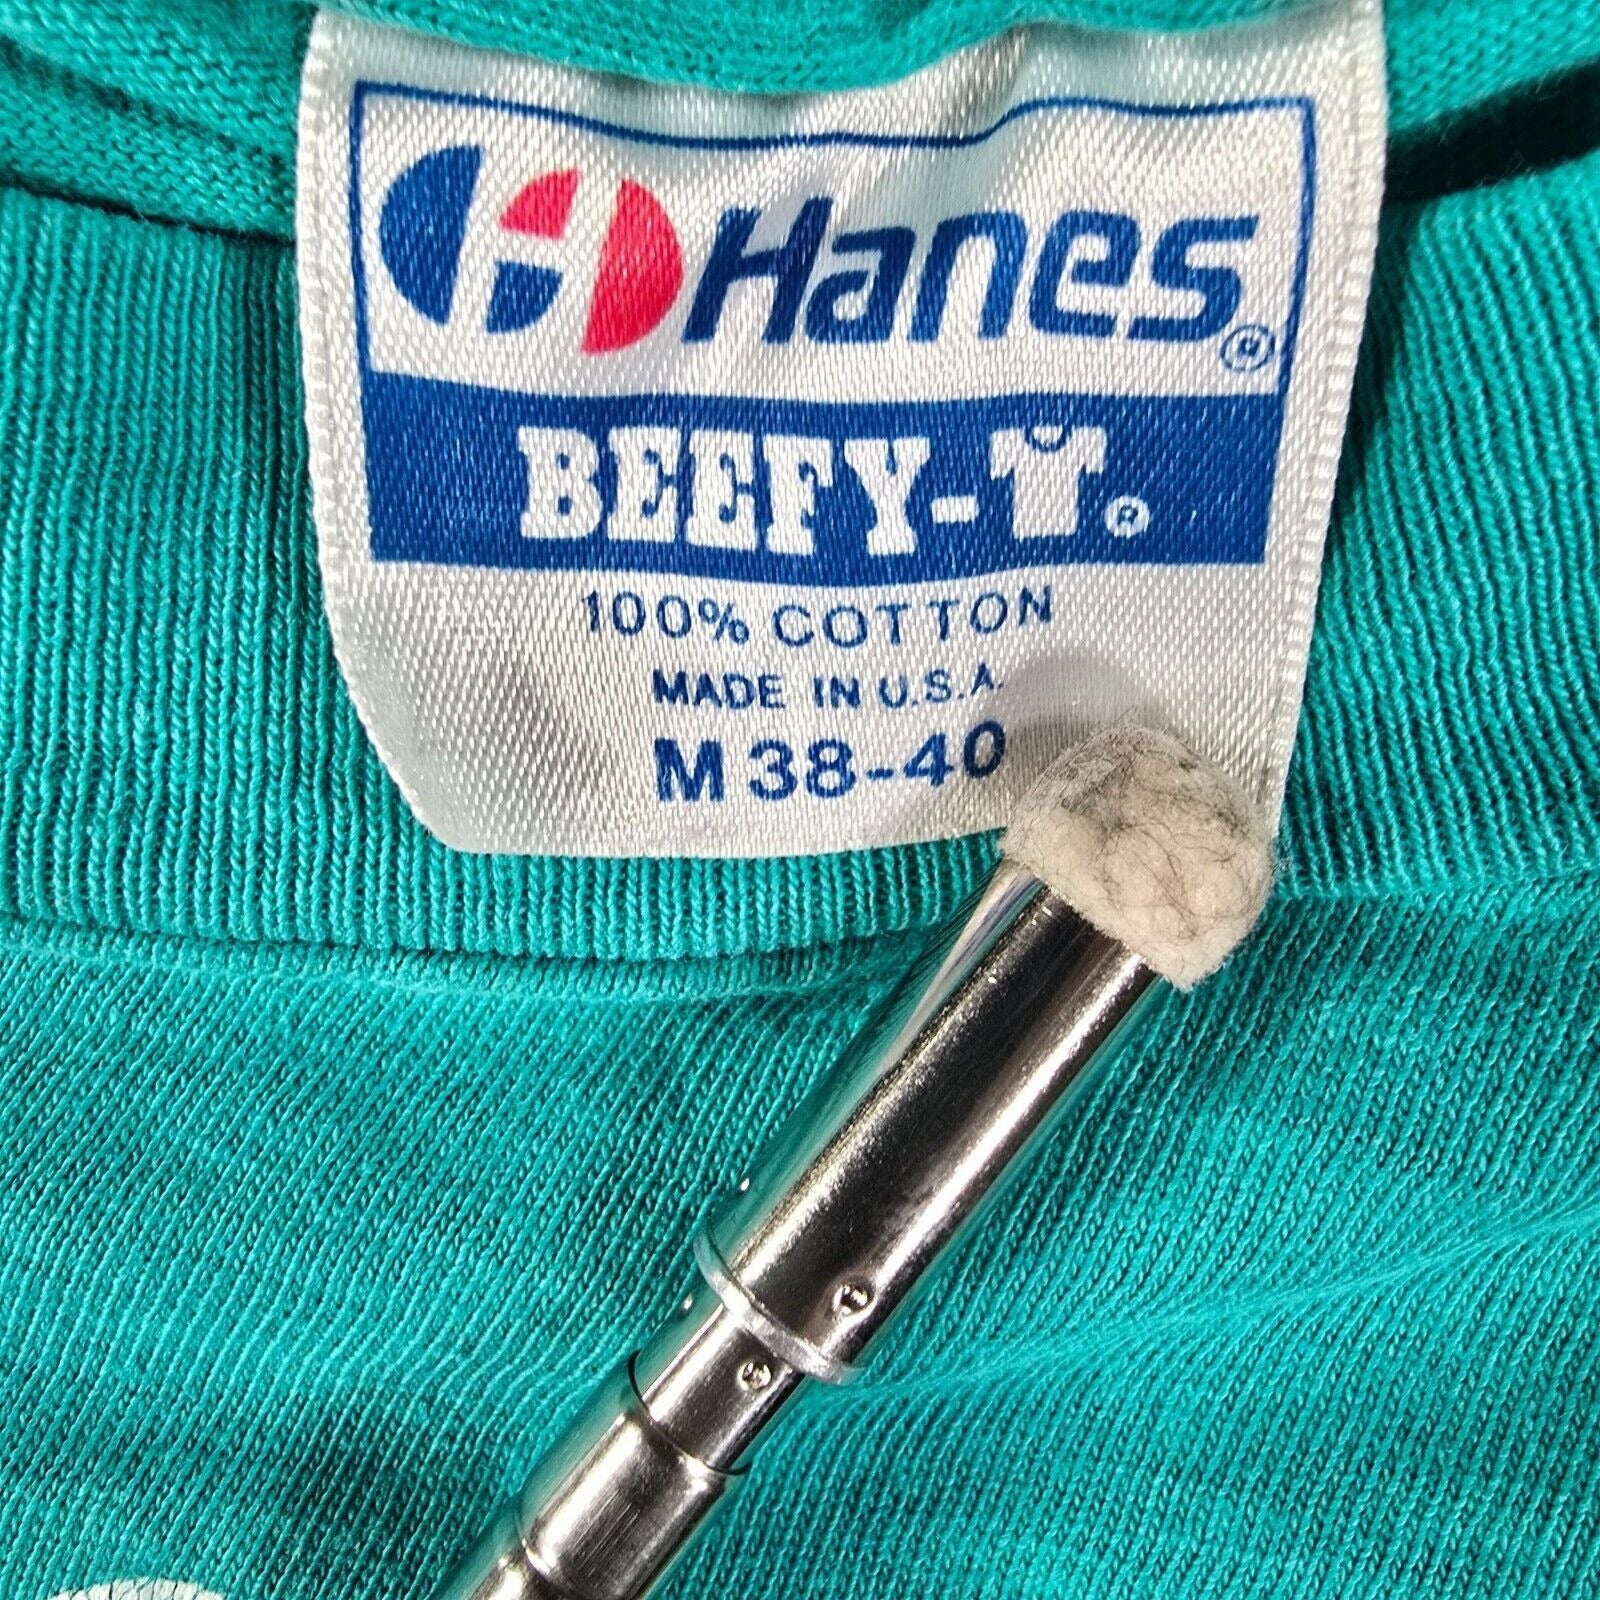 Hanes®
BEEFY-T®
100% COTTON
MADE IN U.S.A.
M 38-40